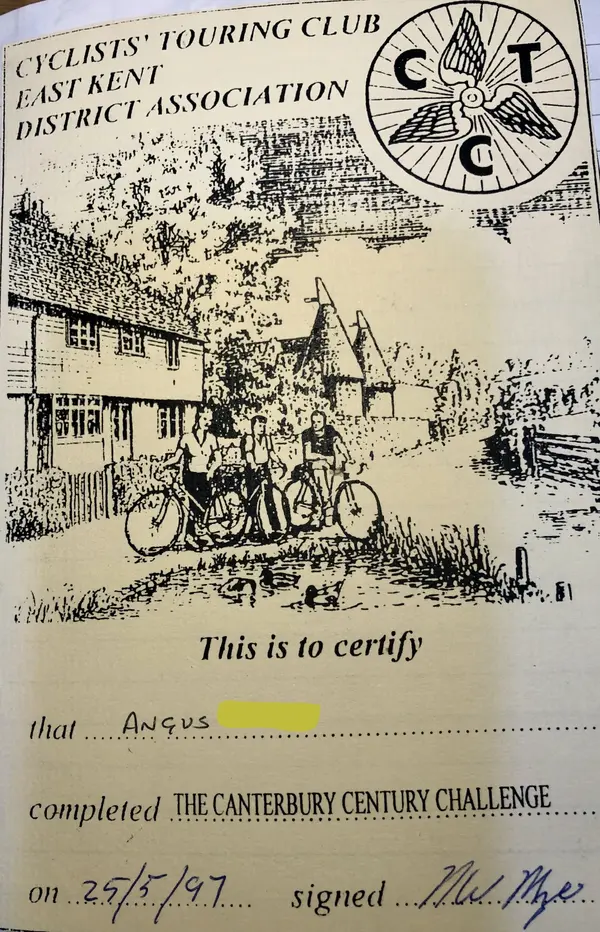 CYCLISTS' TOURING CLUB
EAST KENT
DISTRICT ASSOCIATION
C T
C
This is to certify
that ANGUS
completed THE CANTERBURY CENTURY CHALLENGE
on 25/5/97 signed